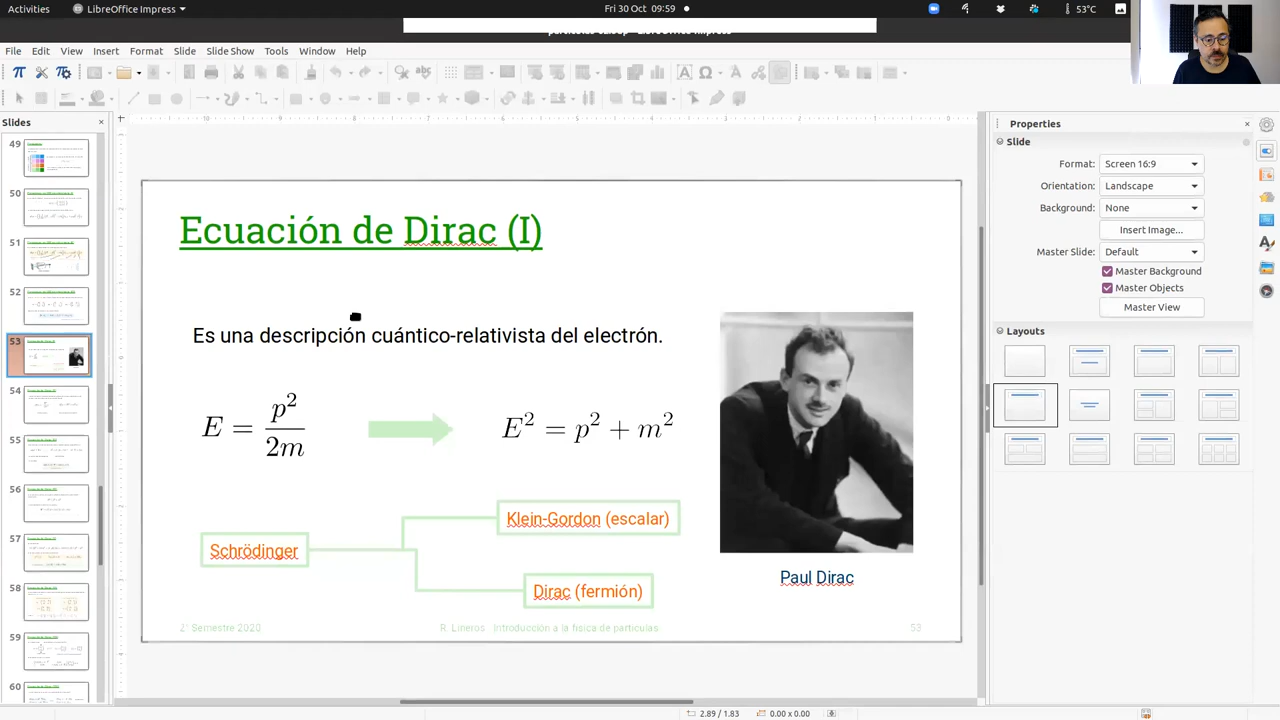 Activities
LibreOffice Impress
Fri 30 Oct 09:59
53°C
File Edit View Insert Format Slide Slide Show Tools Window Help
Slides
49
50
51
52
53
54
55
56
57
58
59
60
Ecuación de Dirac (I)
Es una descripción cuántico-relativista del electrón.
E = p²/2m
E² = p² + m²
Schrödinger
Klein-Gordon (escalar)
Dirac (fermión)
Paul Dirac
2° Semestre 2020
R. Lineros Introducción a la física de partículas
53
Properties
Slide
Format: Screen 16:9
Orientation: Landscape
Background: None
Insert Image...
Master Slide: Default
Master Background
Master Objects
Master View
Layouts
2.89 / 1.83
0.00 x 0.00